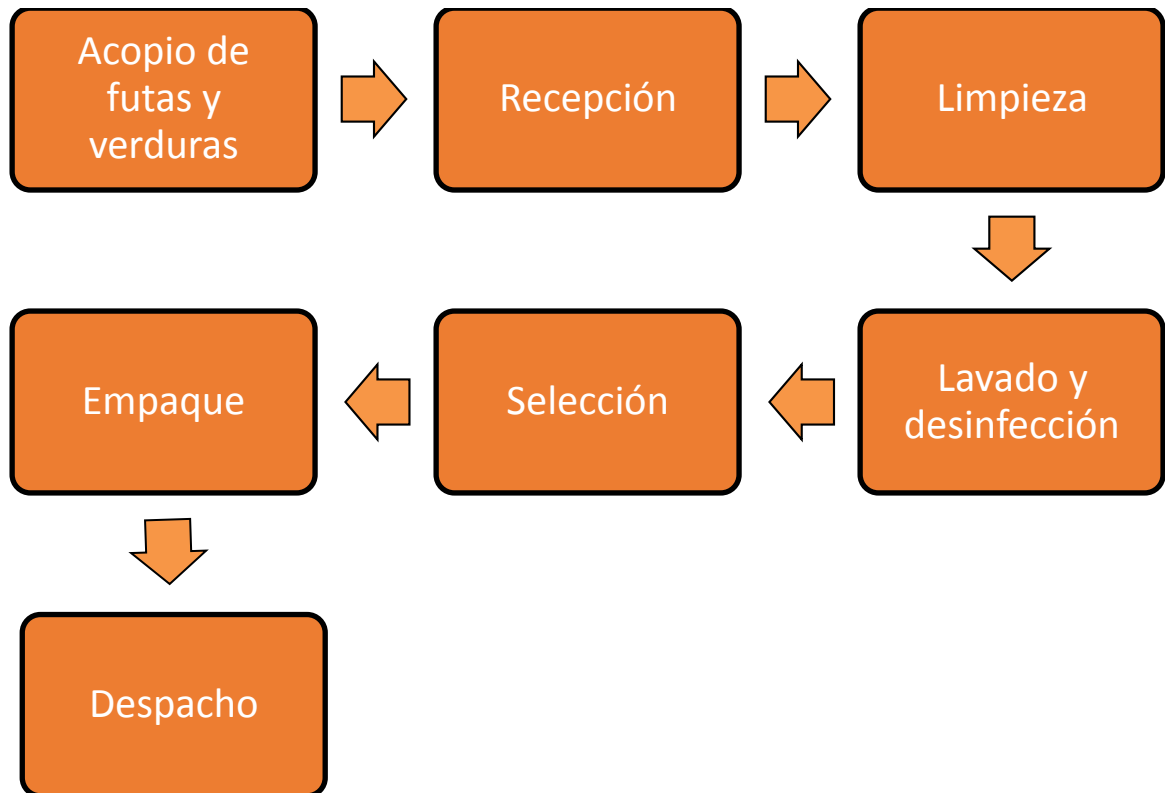 Acopio de
futas y
verduras
Recepción
Limpieza
Lavado y
desinfección
Selección
Empaque
Despacho